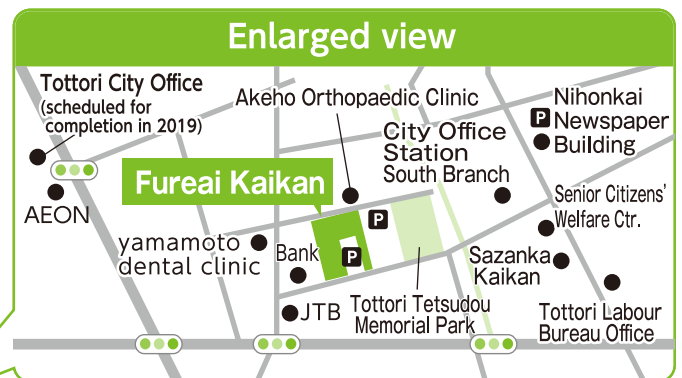 Enlarged view
Tottori City Office
(scheduled for
completion in 2019)
Akeho Orthopaedic Clinic
Nihonkai
P Newspaper
Building
City Office
Station
South Branch
Fureai Kaikan
AEON
Senior Citizens'
Welfare Ctr.
P
yamamoto
dental clinic
Bank
P
Sazanka
Kaikan
JTB
Tottori Tetsudou
Memorial Park
Tottori Labour
Bureau Office